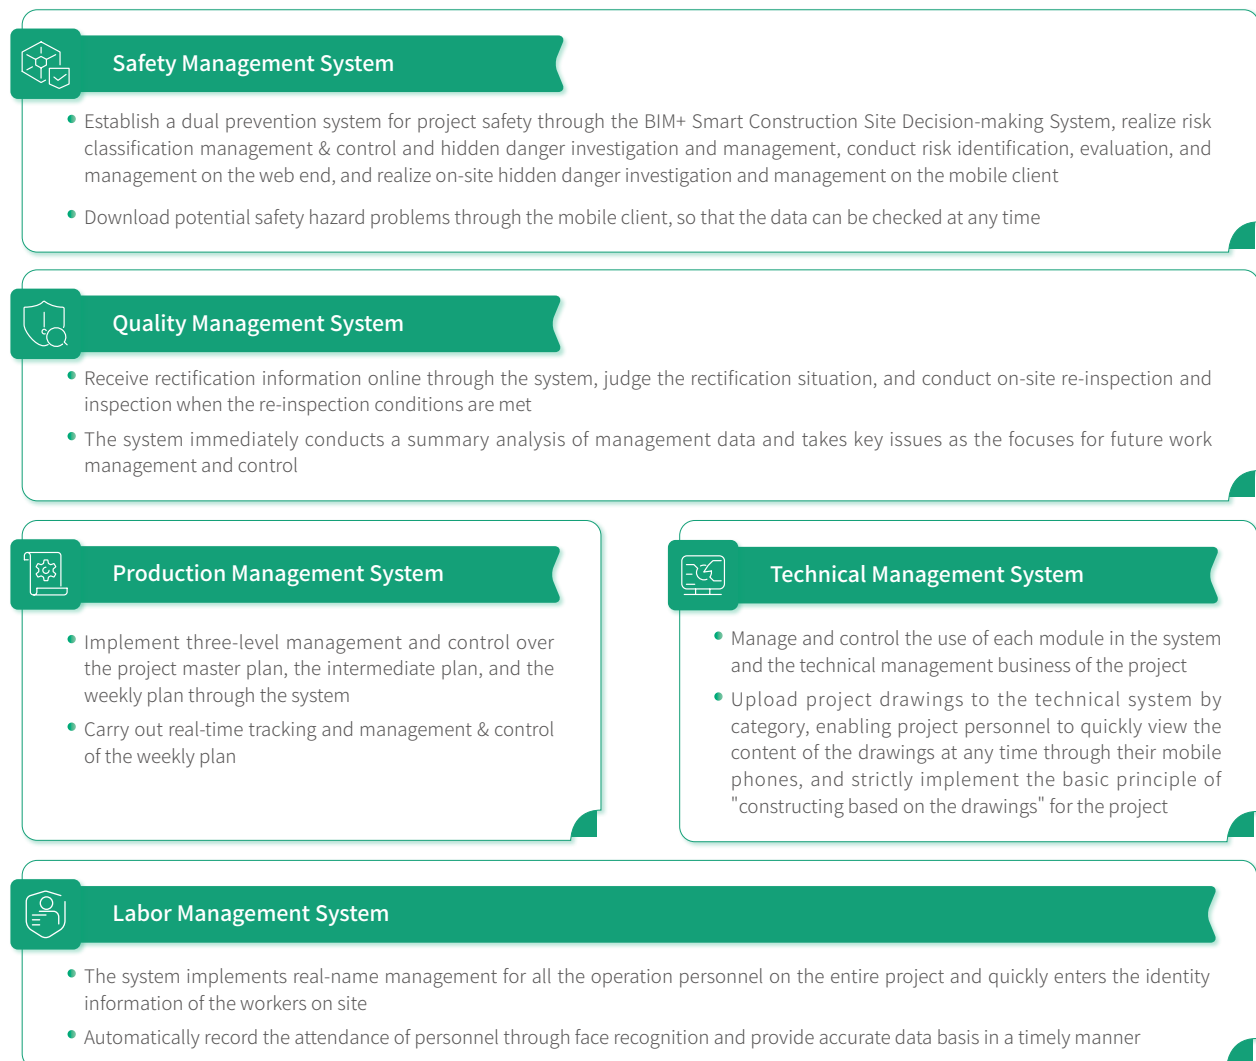 Safety Management System
Establish a dual prevention system for project safety through the BIM+ Smart Construction Site Decision-making System, realize risk
classification management & control and hidden danger investigation and management, conduct risk identification, evaluation, and
management on the web end, and realize on-site hidden danger investigation and management on the mobile client
Download potential safety hazard problems through the mobile client, so that the data can be checked at any time
Quality Management System
Receive rectification information online through the system, judge the rectification situation, and conduct on-site re-inspection and
inspection when the re-inspection conditions are met
The system immediately conducts a summary analysis of management data and takes key issues as the focuses for future work
management and control
Production Management System
Implement three-level management and control over
the project master plan, the intermediate plan, and the
weekly plan through the system
Carry out real-time tracking and management & control
of the weekly plan
Technical Management System
Manage and control the use of each module in the system
and the technical management business of the project
Upload project drawings to the technical system by
category, enabling project personnel to quickly view the
content of the drawings at any time through their mobile
phones, and strictly implement the basic principle of
"constructing based on the drawings" for the project
Labor Management System
The system implements real-name management for all the operation personnel on the entire project and quickly enters the identity
information of the workers on site
Automatically record the attendance of personnel through face recognition and provide accurate data basis in a timely manner